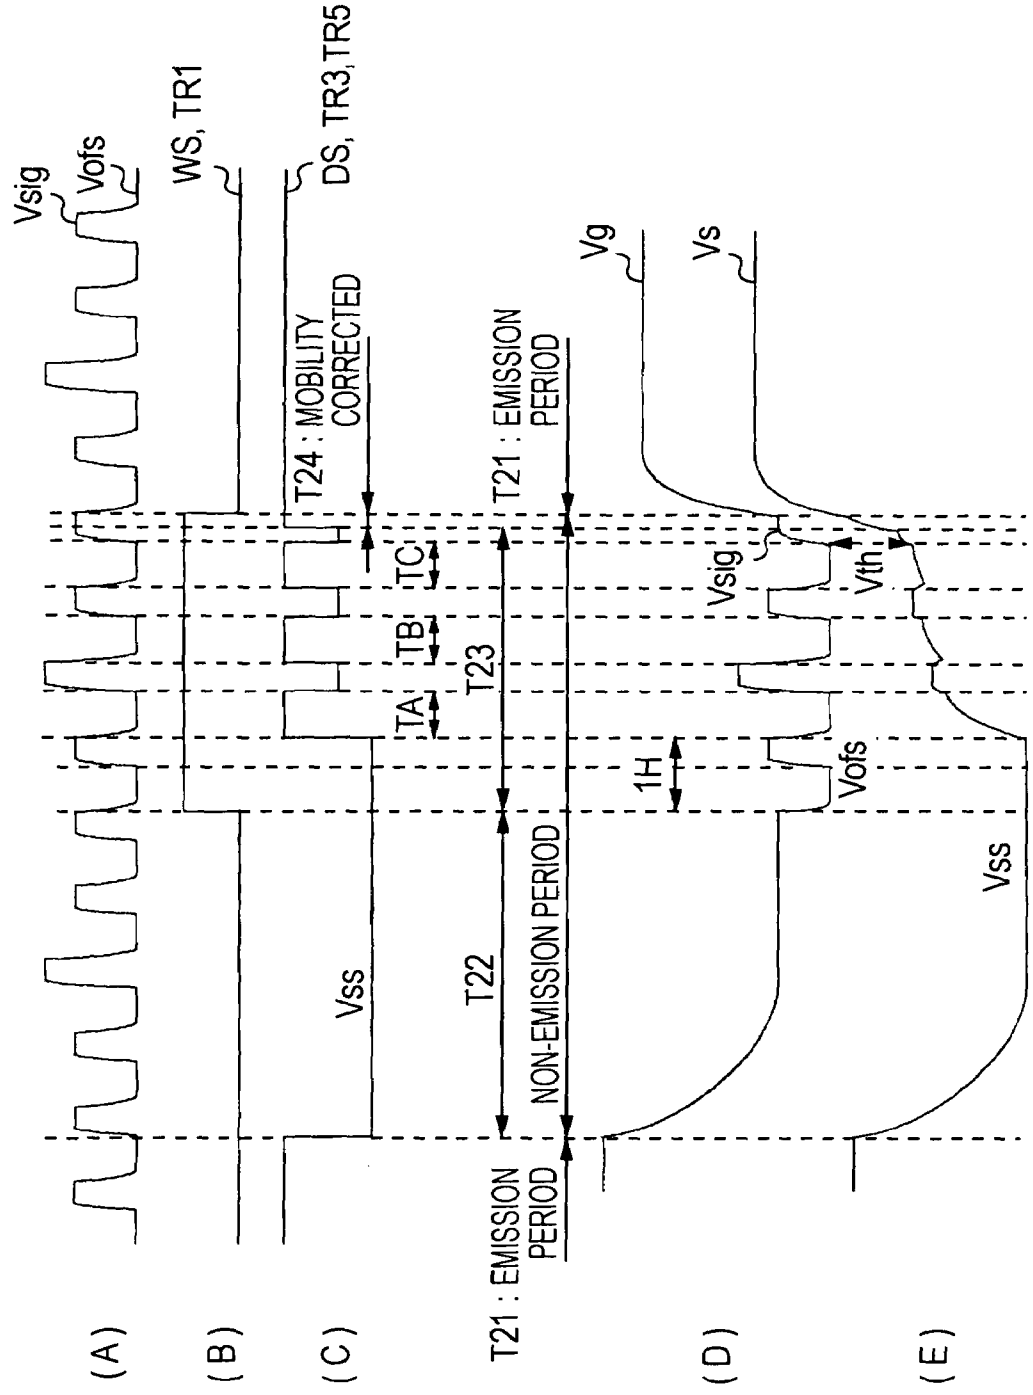 (A)
Vsig
Vofs
(B)
WS, TR1
(C)
Vss
DS, TR3,TR5
T24 : MOBILITY
CORRECTED
TA
TB
TC
T22
T23
T21 : EMISSION
PERIOD
NON-EMISSION PERIOD
T21 : EMISSION
PERIOD
(D)
1H
Vofs
Vsig
Vg
Vth
(E)
Vss
Vs